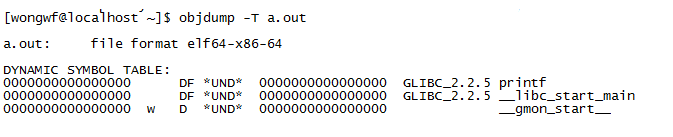 [wongwf@localhost ~]$ objdump -T a.out
a.out:     file format elf64-x86-64
DYNAMIC SYMBOL TABLE:
0000000000000000      DF *UND*  0000000000000000  GLIBC_2.2.5 printf
0000000000000000      DF *UND*  0000000000000000  GLIBC_2.2.5 __libc_start_main
0000000000000000  w   D  *UND*  0000000000000000              __gmon_start__